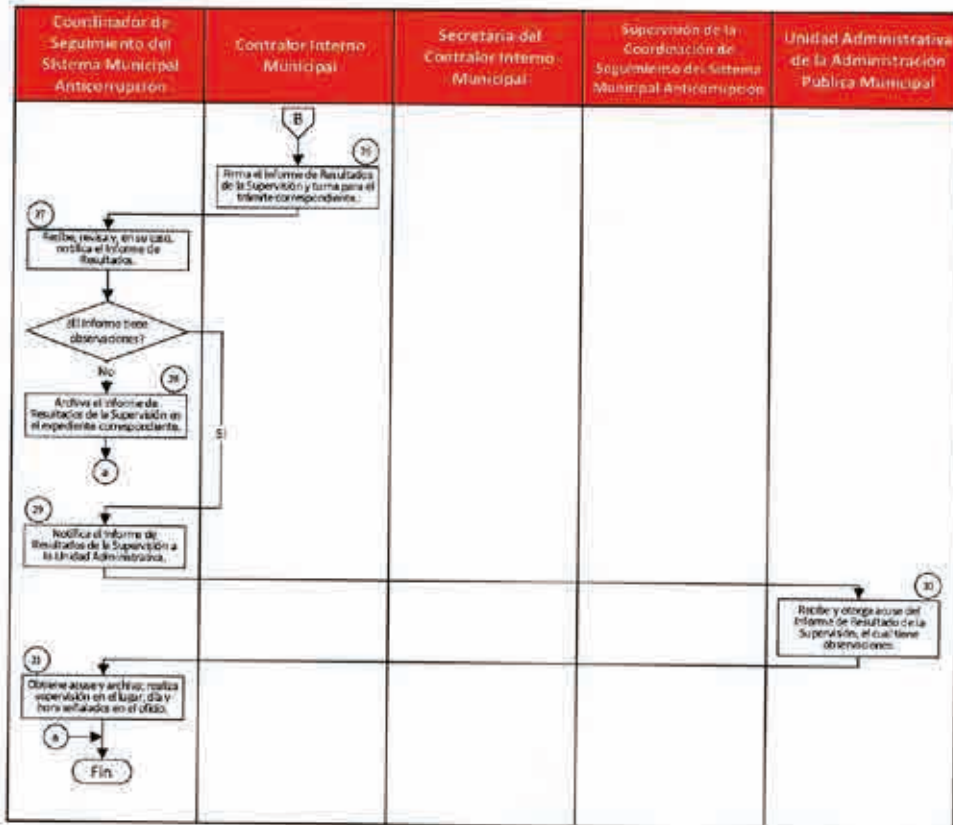 Coordinador de
Seguimiento del
Sistema Municipal
Anticorrupción
Contralor Interno
Municipal
Secretaria del
Contralor Interno
Municipal
Supervisión de la
Coordinación de
Seguimiento del Sistema
Municipal Anticorrupción
Unidad Administrativa
de la Administración
Pública Municipal
B
Firma el Informe de Resultados
de la Supervisión y turna para el
trámite correspondiente.
27
Recibe, revisa y, en su caso,
notifica el Informe de
Resultados.
¿El Informe tiene
observaciones?
No
28
Archiva el Informe de
Resultados de la Supervisión en
el expediente correspondiente.
a
29
Notifica el Informe de
Resultados de la Supervisión a
la Unidad Administrativa.
30
Recibe y otorga acuse del
Informe de Resultado de la
Supervisión, el cual tiene
observaciones
Obtiene acuse y archiva; realiza
supervisión en el lugar, día y
hora señalados en el oficio.
a
Fin